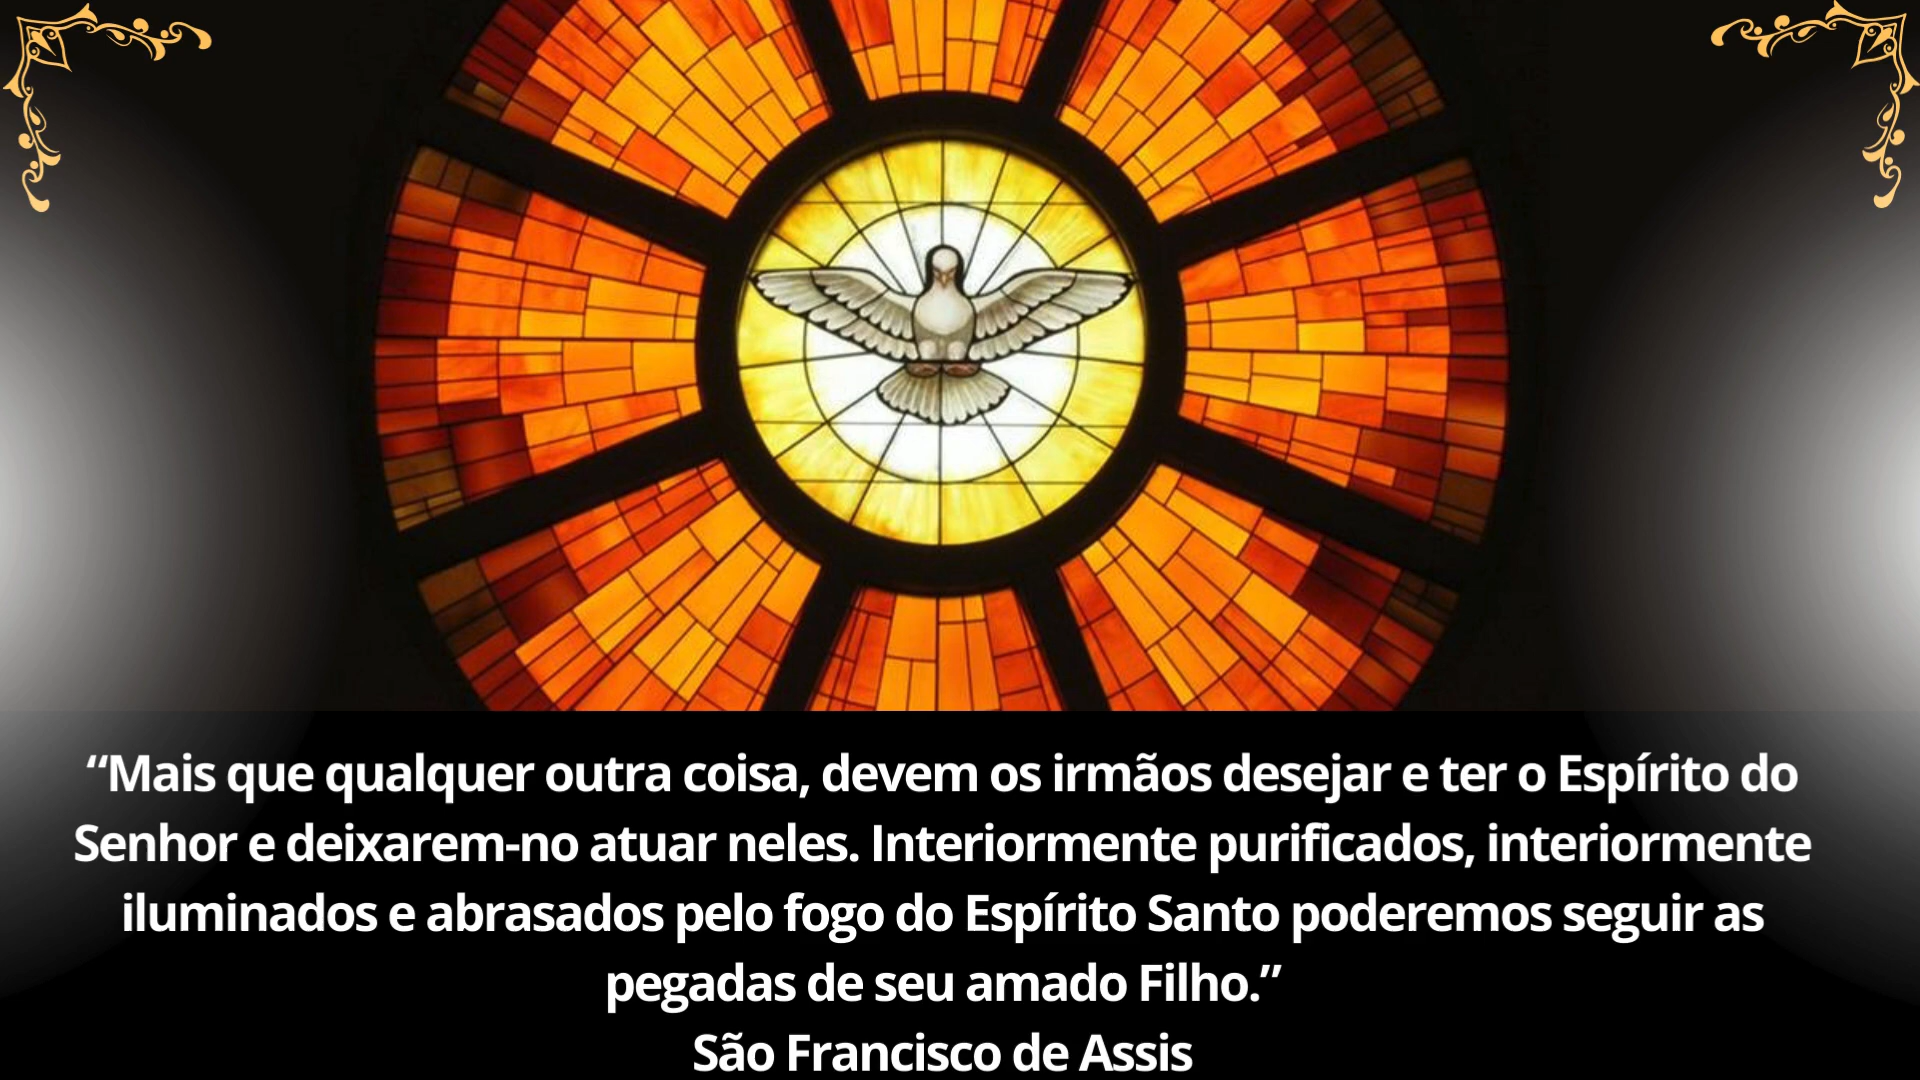 “Mais que qualquer outra coisa, devem os irmãos desejar e ter o Espírito do
Senhor e deixarem-no atuar neles. Interiormente purificados, interiormente
iluminados e abrasados pelo fogo do Espírito Santo poderemos seguir as
pegadas de seu amado Filho.”
São Francisco de Assis